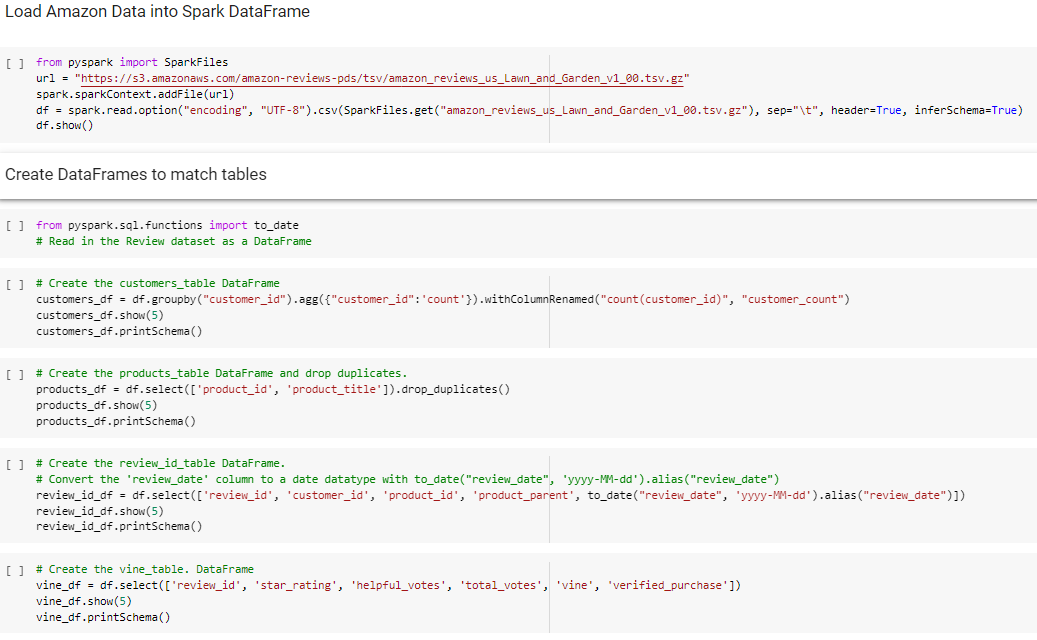 Load Amazon Data into Spark DataFrame
[ ] from pyspark import SparkFiles
url = "https://s3.amazonaws.com/amazon-reviews-pds/tsv/amazon_reviews_us_Lawn_and_Garden_v1_00.tsv.gz"
spark.sparkContext.addFile(url)
df = spark.read.option("encoding", "UTF-8").csv(SparkFiles.get("amazon_reviews_us_Lawn_and_Garden_v1_00.tsv.gz"), sep="\t", header=True, inferSchema=True)
df.show()
Create DataFrames to match tables
[ ] from pyspark.sql.functions import to_date
# Read in the Review dataset as a DataFrame
[ ] # Create the customers_table DataFrame
customers_df = df.groupby("customer_id").agg({"customer_id":'count'}).withColumnRenamed("count(customer_id)", "customer_count")
customers_df.show(5)
customers_df.printSchema()
[ ] # Create the products_table DataFrame and drop duplicates.
products_df = df.select(['product_id', 'product_title']).drop_duplicates()
products_df.show(5)
products_df.printSchema()
[ ] # Create the review_id_table DataFrame.
# Convert the 'review_date' column to a date datatype with to_date("review_date", 'yyyy-MM-dd').alias("review_date")
review_id_df = df.select(['review_id', 'customer_id', 'product_id', 'product_parent', to_date("review_date", 'yyyy-MM-dd').alias("review_date")])
review_id_df.show(5)
review_id_df.printSchema()
[ ] # Create the vine_table. DataFrame
vine_df = df.select(['review_id', 'star_rating', 'helpful_votes', 'total_votes', 'vine', 'verified_purchase'])
vine_df.show(5)
vine_df.printSchema()